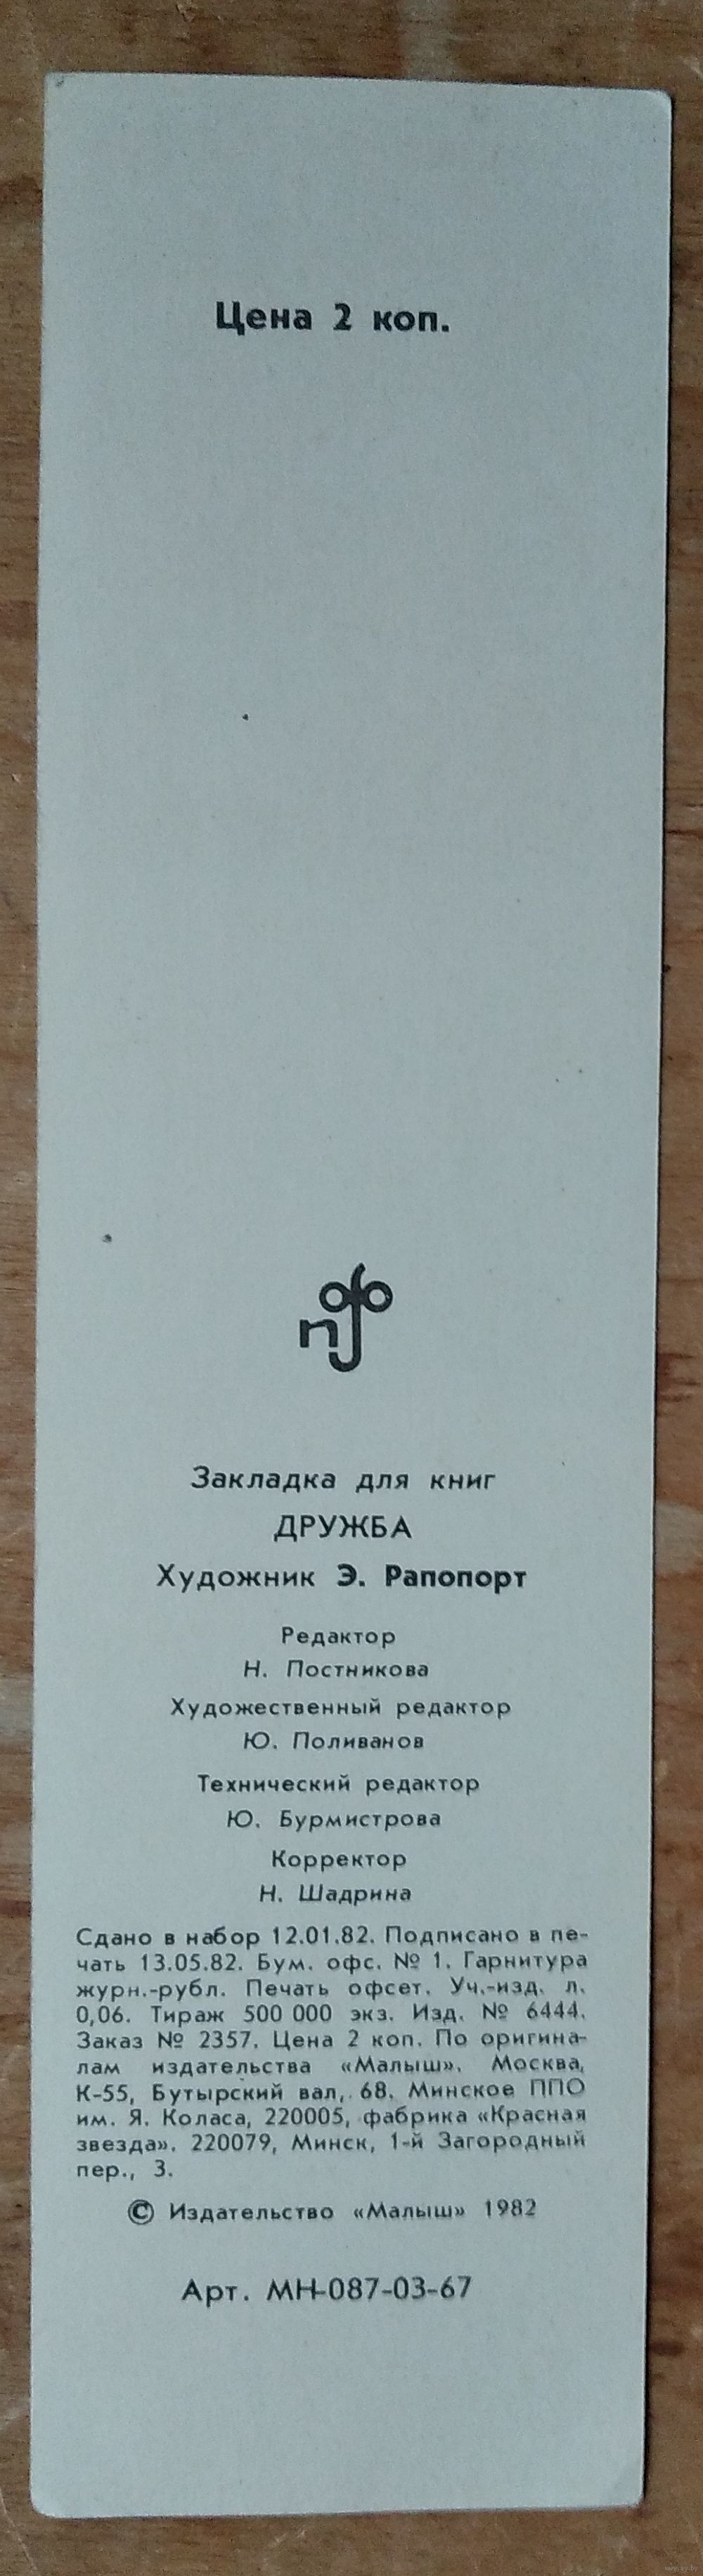 Цена 2 коп.
Закладка для книг
ДРУЖБА
Художник Э. Рапопорт
Редактор
Н. Постникова
Художественный редактор
Ю. Поливанов
Технический редактор
Ю. Бурмистрова
Корректор
Н. Шадрина
Сдано в набор 12.01.82. Подписано в пе-
чать 13.05.82. Бум. офс. № 1. Гарнитура
журн.-рубл. Печать офсет. Уч.-изд. л.
0,06. Тираж 500 000 экз. Изд. № 6444.
Заказ № 2357. Цена 2 коп. По оригина-
лам издательства «Малыш». Москва,
К-55, Бутырский вал, 68. Минское ППО
им. Я. Коласа, 220005, фабрика «Красная
звезда». 220079, Минск, 1-й Загородный
пер., 3.
© Издательство «Малыш» 1982
Арт. МН-087-03-67